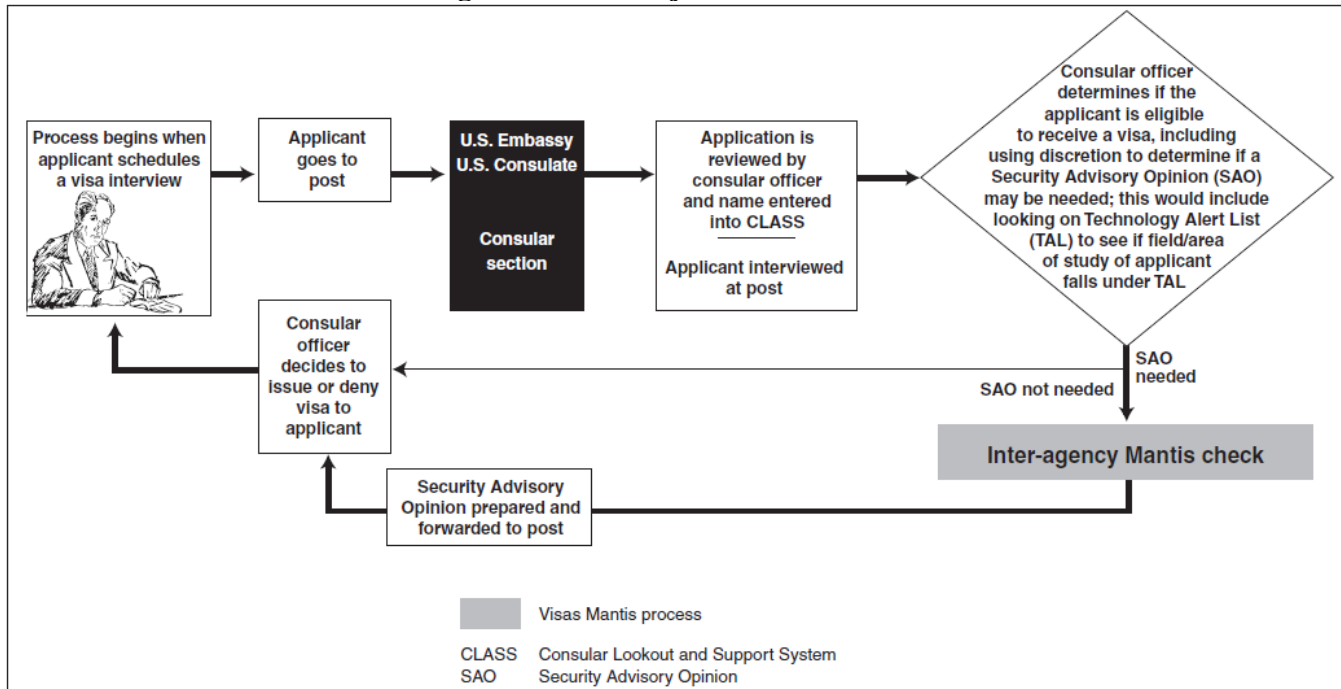 Process begins when
applicant schedules
a visa interview
Applicant
goes to
post
U.S. Embassy
U.S. Consulate
Consular
section
Application is
reviewed by
consular officer
and name entered
into CLASS
Applicant interviewed
at post
Consular officer
determines if the
applicant is eligible
to receive a visa, including
using discretion to determine if a
Security Advisory Opinion (SAO)
may be needed; this would include
looking on Technology Alert List
(TAL) to see if field/area
of study of applicant
falls under TAL
SAO
needed
SAO not needed
Consular
officer
decides to
issue or deny
visa to
applicant
Inter-agency Mantis check
Security Advisory
Opinion prepared and
forwarded to post
Visas Mantis process
CLASS Consular Lookout and Support System
SAO Security Advisory Opinion